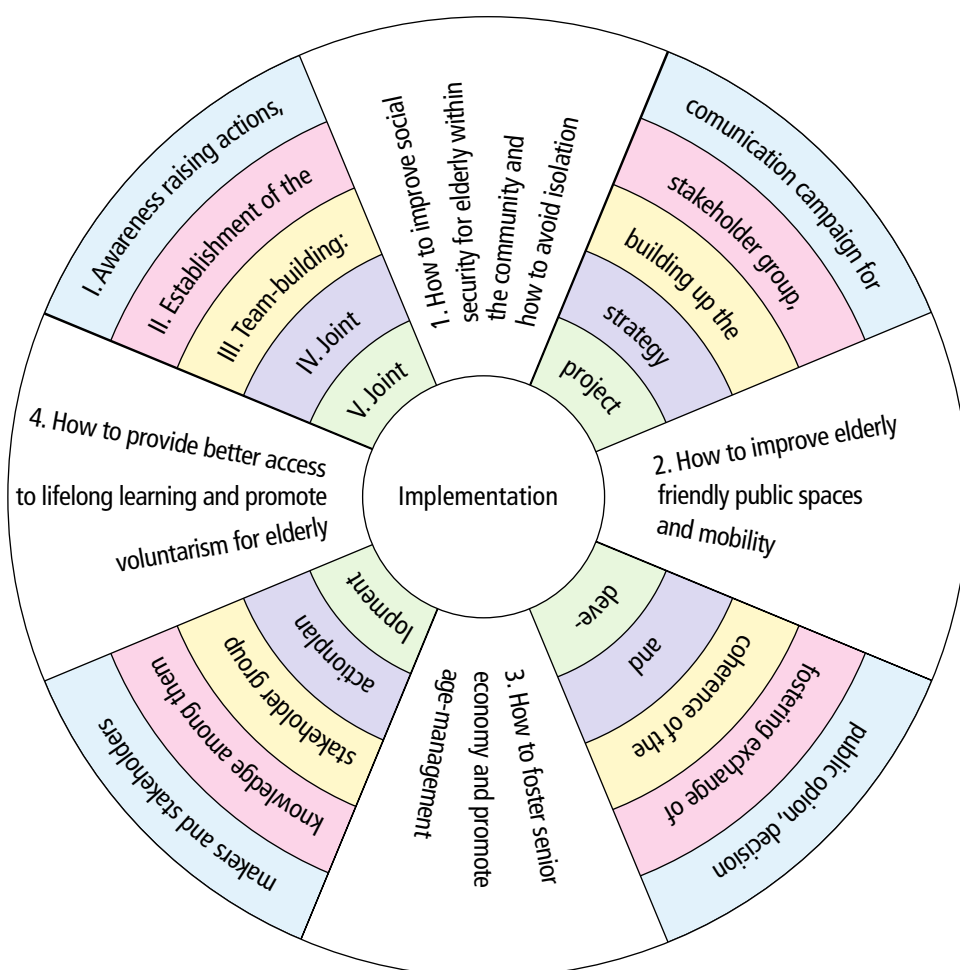 I. Awareness raising actions,
comunication campaign for
public opion, decision
makers and stakeholders
II. Establishment of the
stakeholder group,
fostering exchange of
knowledge among them
III. Team-building:
building up the
coherence of the
stakeholder group
IV. Joint
strategy
and
actionplan
V. Joint
project
deve-
lopment
1. How to improve social
security for elderly within
the community and
how to avoid isolation
2. How to improve elderly
friendly public spaces
and mobility
3. How to foster senior
economy and promote
age-management
4. How to provide better access
to lifelong learning and promote
voluntarism for elderly
Implementation